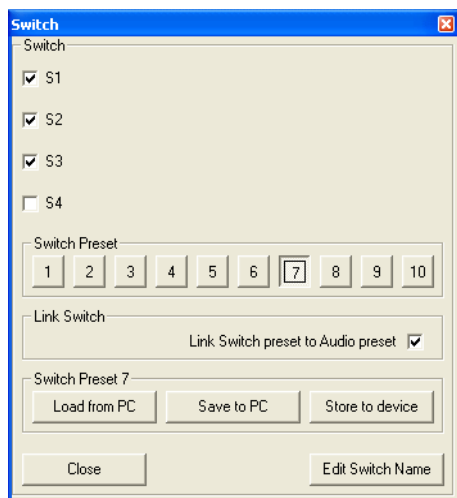 Switch
Switch
S1
S2
S3
S4
Switch Preset
1 2 3 4 5 6 7 8 9 10
Link Switch
Link Switch preset to Audio preset
Switch Preset 7
Load from PC Save to PC Store to device
Close Edit Switch Name